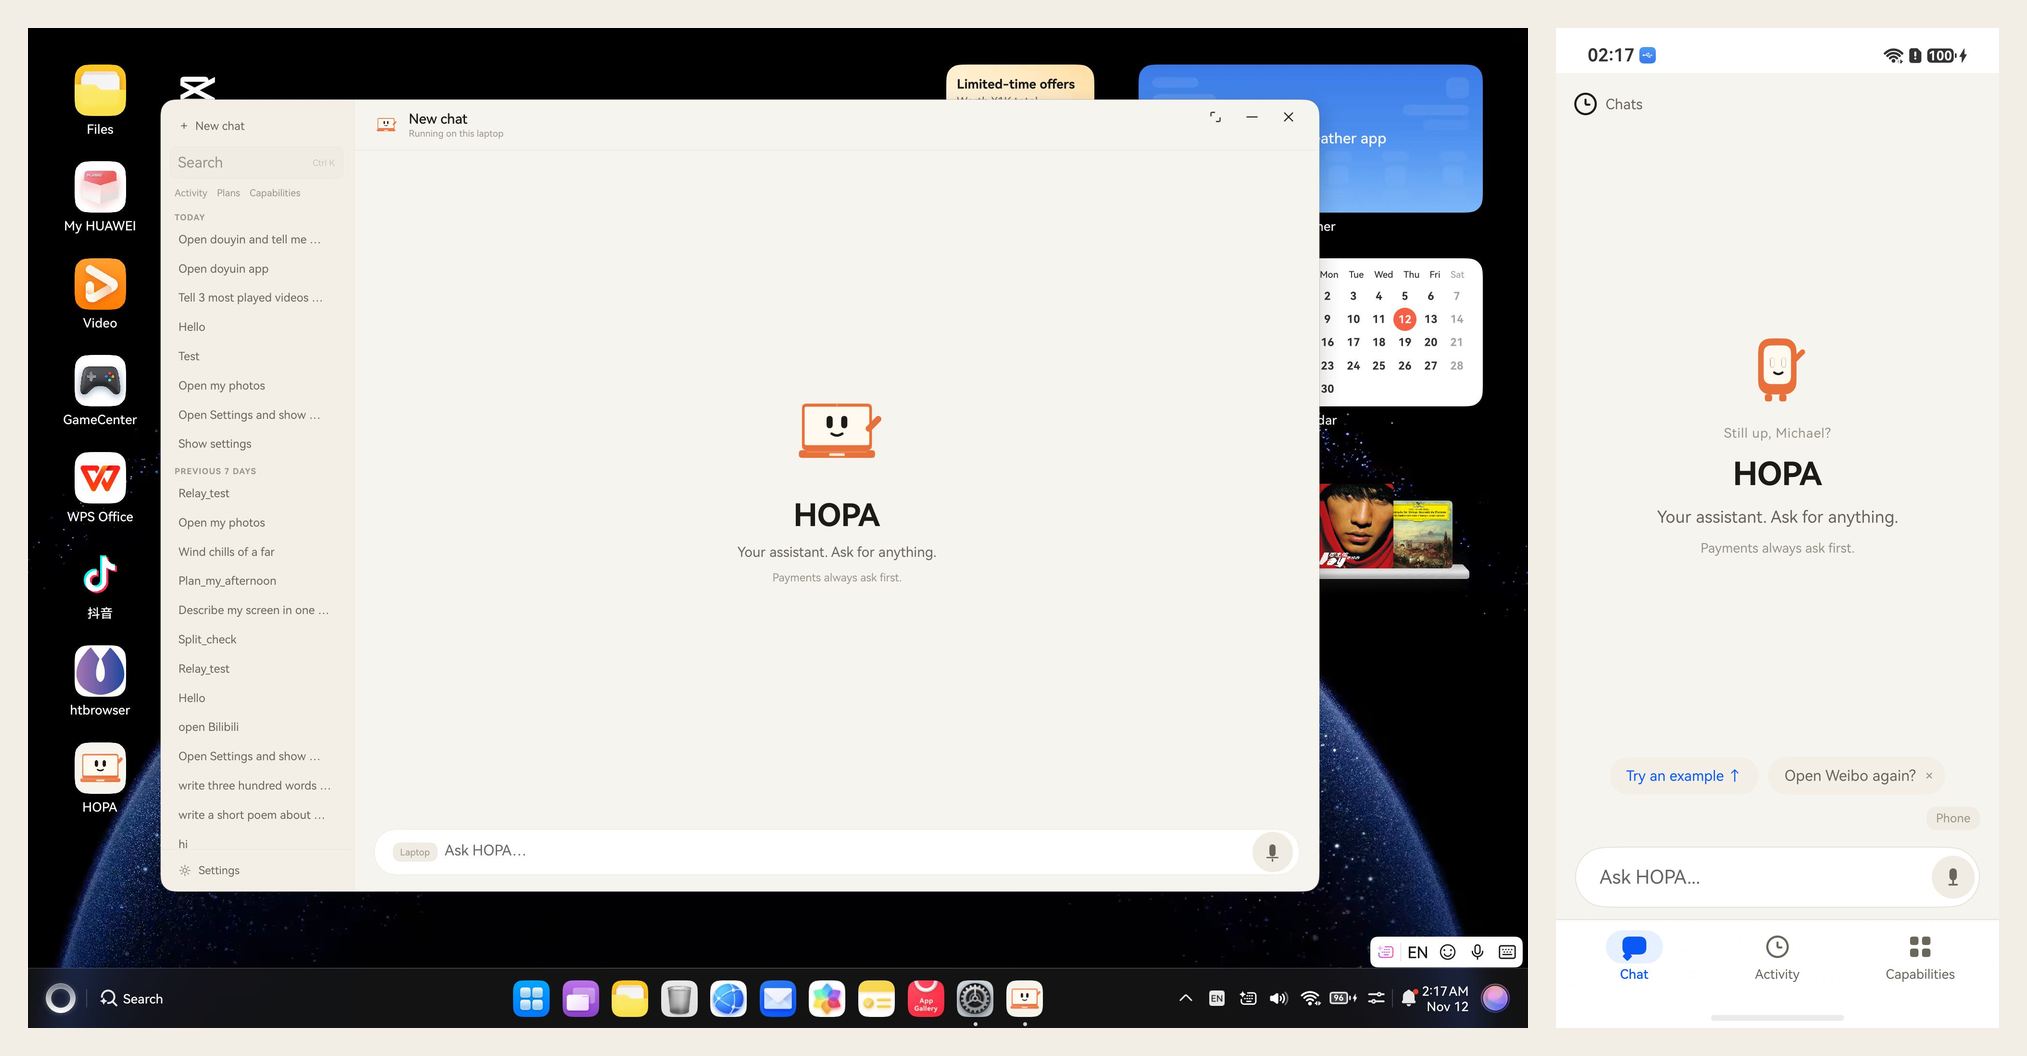 Files
My HUAWEI
Video
GameCenter
WPS Office
抖音
htbrowser
HOPA
Limited-time offers
ather app
her
Mon Tue Wed Thu Fri Sat
2 3 4 5 6 7
9 10 11 12 13 14
16 17 18 19 20 21
23 24 25 26 27 28
30
dar
+ New chat
Search Ctrl K
Activity Plans Capabilities
TODAY
Open douyin and tell me ...
Open doyuin app
Tell 3 most played videos ...
Hello
Test
Open my photos
Open Settings and show ...
Show settings
PREVIOUS 7 DAYS
Relay_test
Open my photos
Wind chills of a far
Plan_my_afternoon
Describe my screen in one ...
Split_check
Relay_test
Hello
open Bilibili
Open Settings and show ...
write three hundred words ...
write a short poem about ...
hi
Settings
New chat
Running on this laptop
HOPA
Your assistant. Ask for anything.
Payments always ask first.
Laptop Ask HOPA...
EN
Search
App
Gallery
EN
96
2:17 AM
Nov 12
02:17
100
Chats
Still up, Michael?
HOPA
Your assistant. Ask for anything.
Payments always ask first.
Try an example ↑
Open Weibo again? ×
Phone
Ask HOPA...
Chat
Activity
Capabilities